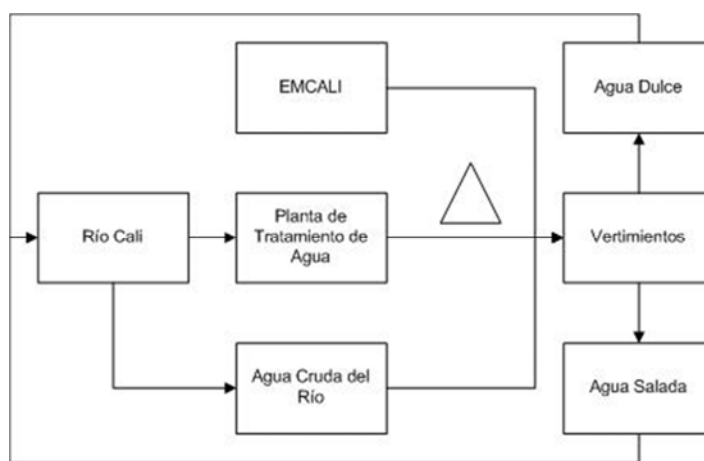 EMCALI
Agua Dulce
Río Cali
Planta de
Tratamiento de
Agua
Vertimientos
Agua Cruda del
Río
Agua Salada